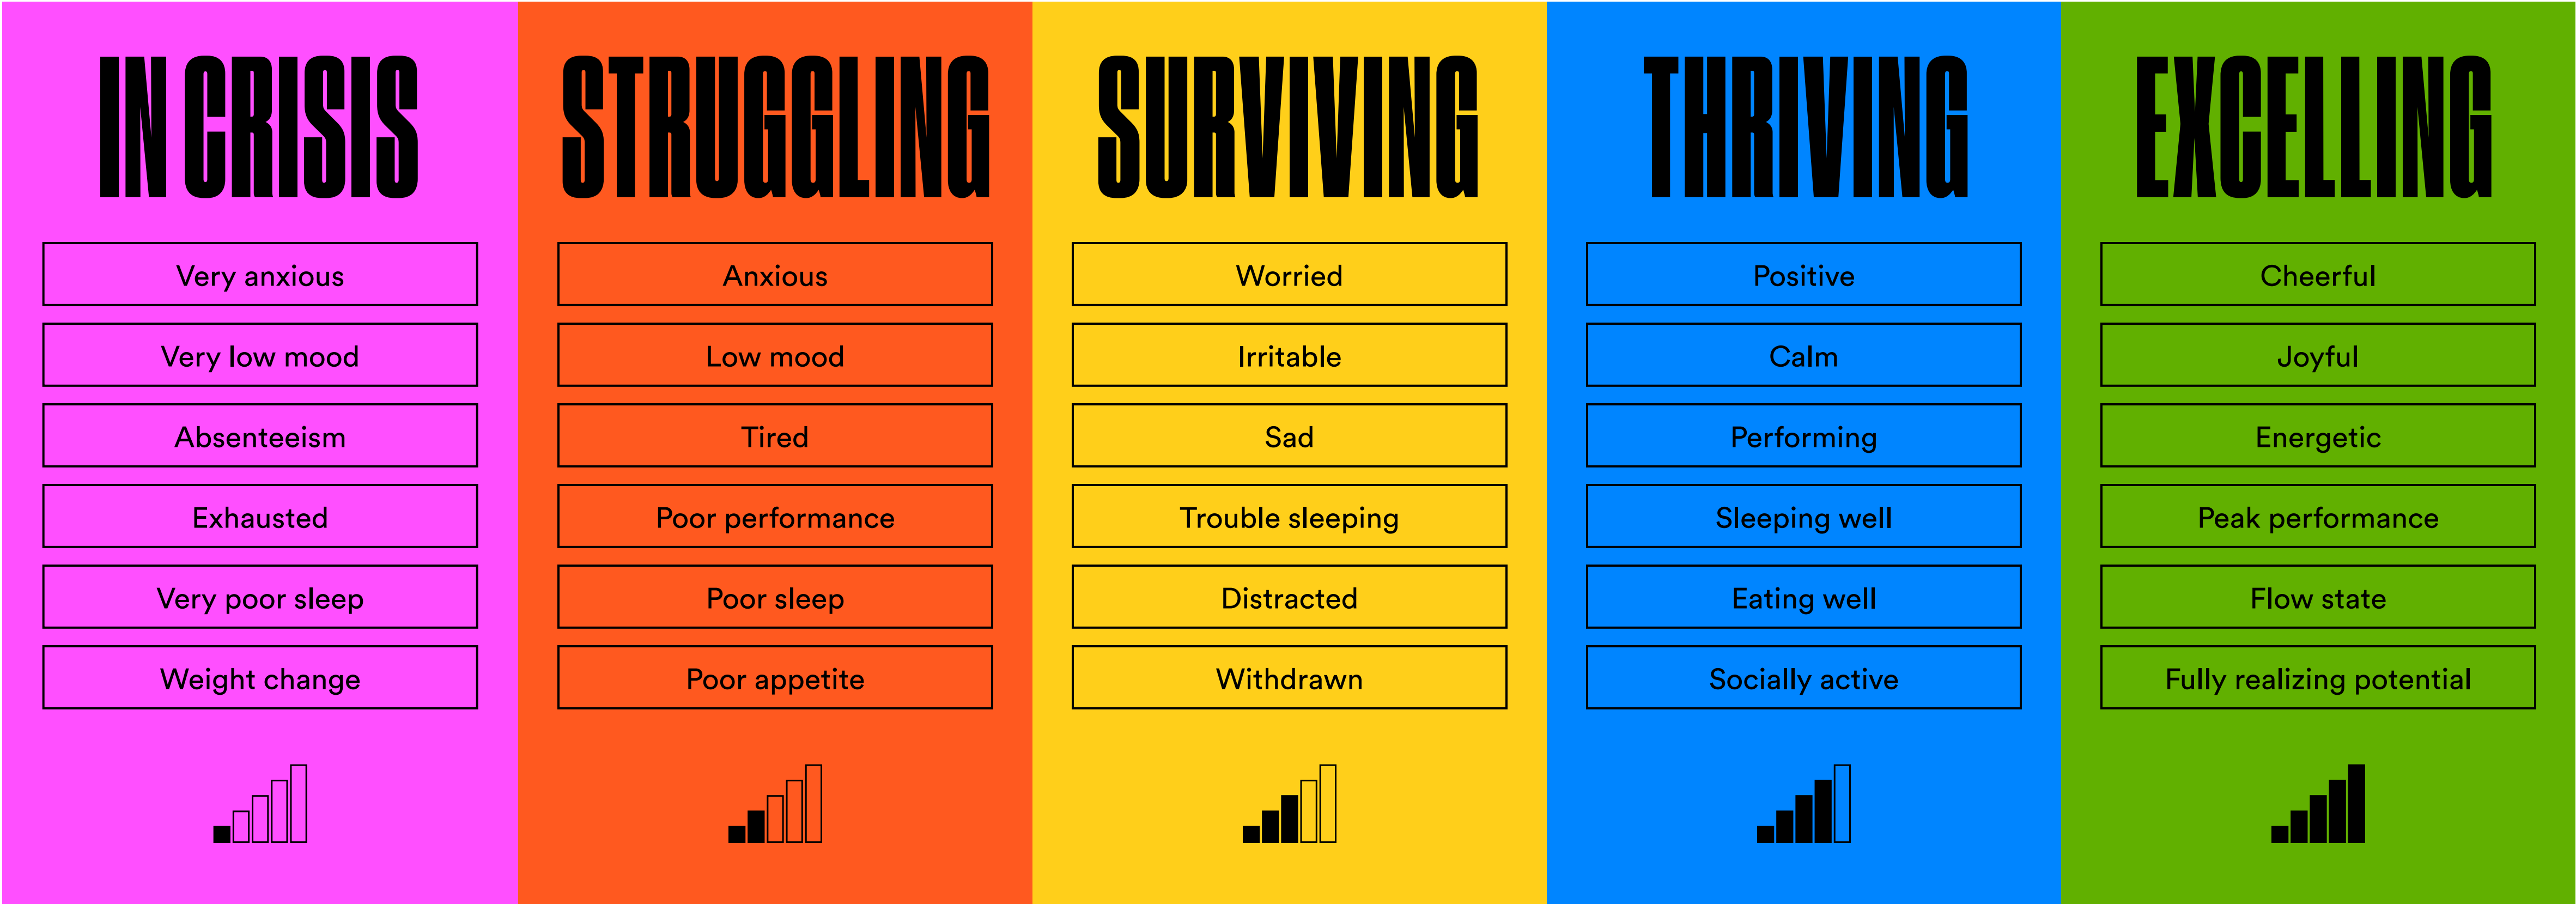 IN CRISIS
Very anxious
Very low mood
Absenteeism
Exhausted
Very poor sleep
Weight change
STRUGGLING
Anxious
Low mood
Tired
Poor performance
Poor sleep
Poor appetite
SURVIVING
Worried
Irritable
Sad
Trouble sleeping
Distracted
Withdrawn
THRIVING
Positive
Calm
Performing
Sleeping well
Eating well
Socially active
EXCELLING
Cheerful
Joyful
Energetic
Peak performance
Flow state
Fully realizing potential